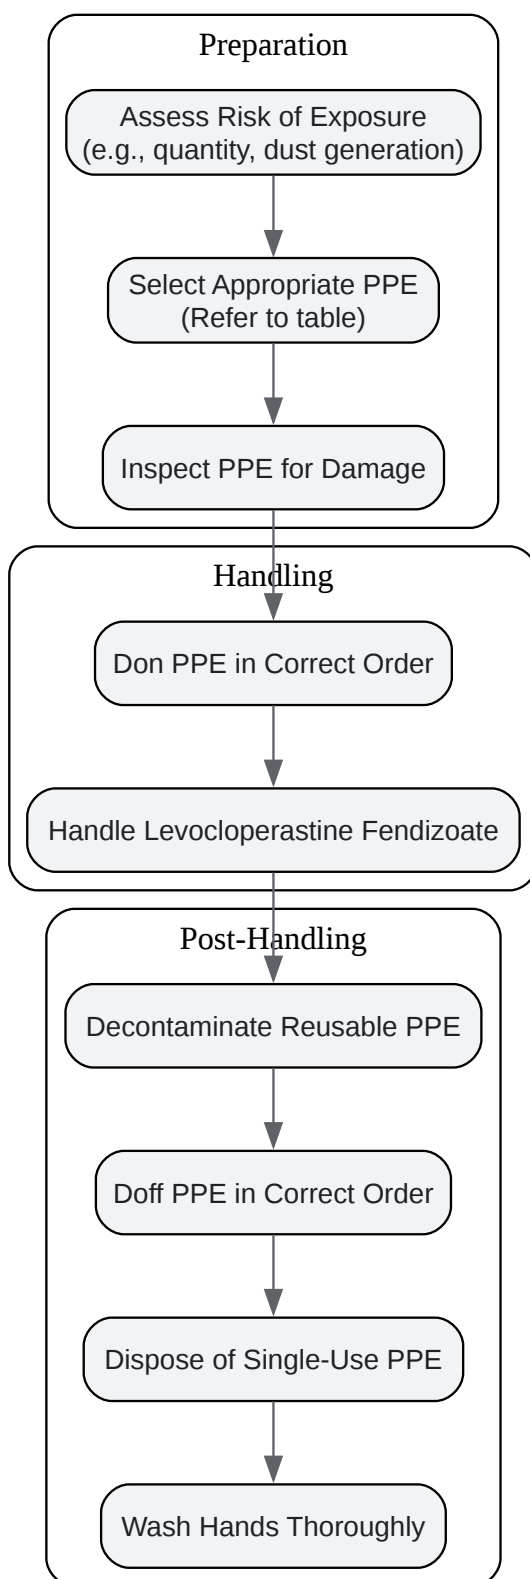 Preparation
Assess Risk of Exposure
(e.g., quantity, dust generation)
Select Appropriate PPE
(Refer to table)
Inspect PPE for Damage
Handling
Don PPE in Correct Order
Handle Levocloperastine Fendizoate
Post-Handling
Decontaminate Reusable PPE
Doff PPE in Correct Order
Dispose of Single-Use PPE
Wash Hands Thoroughly